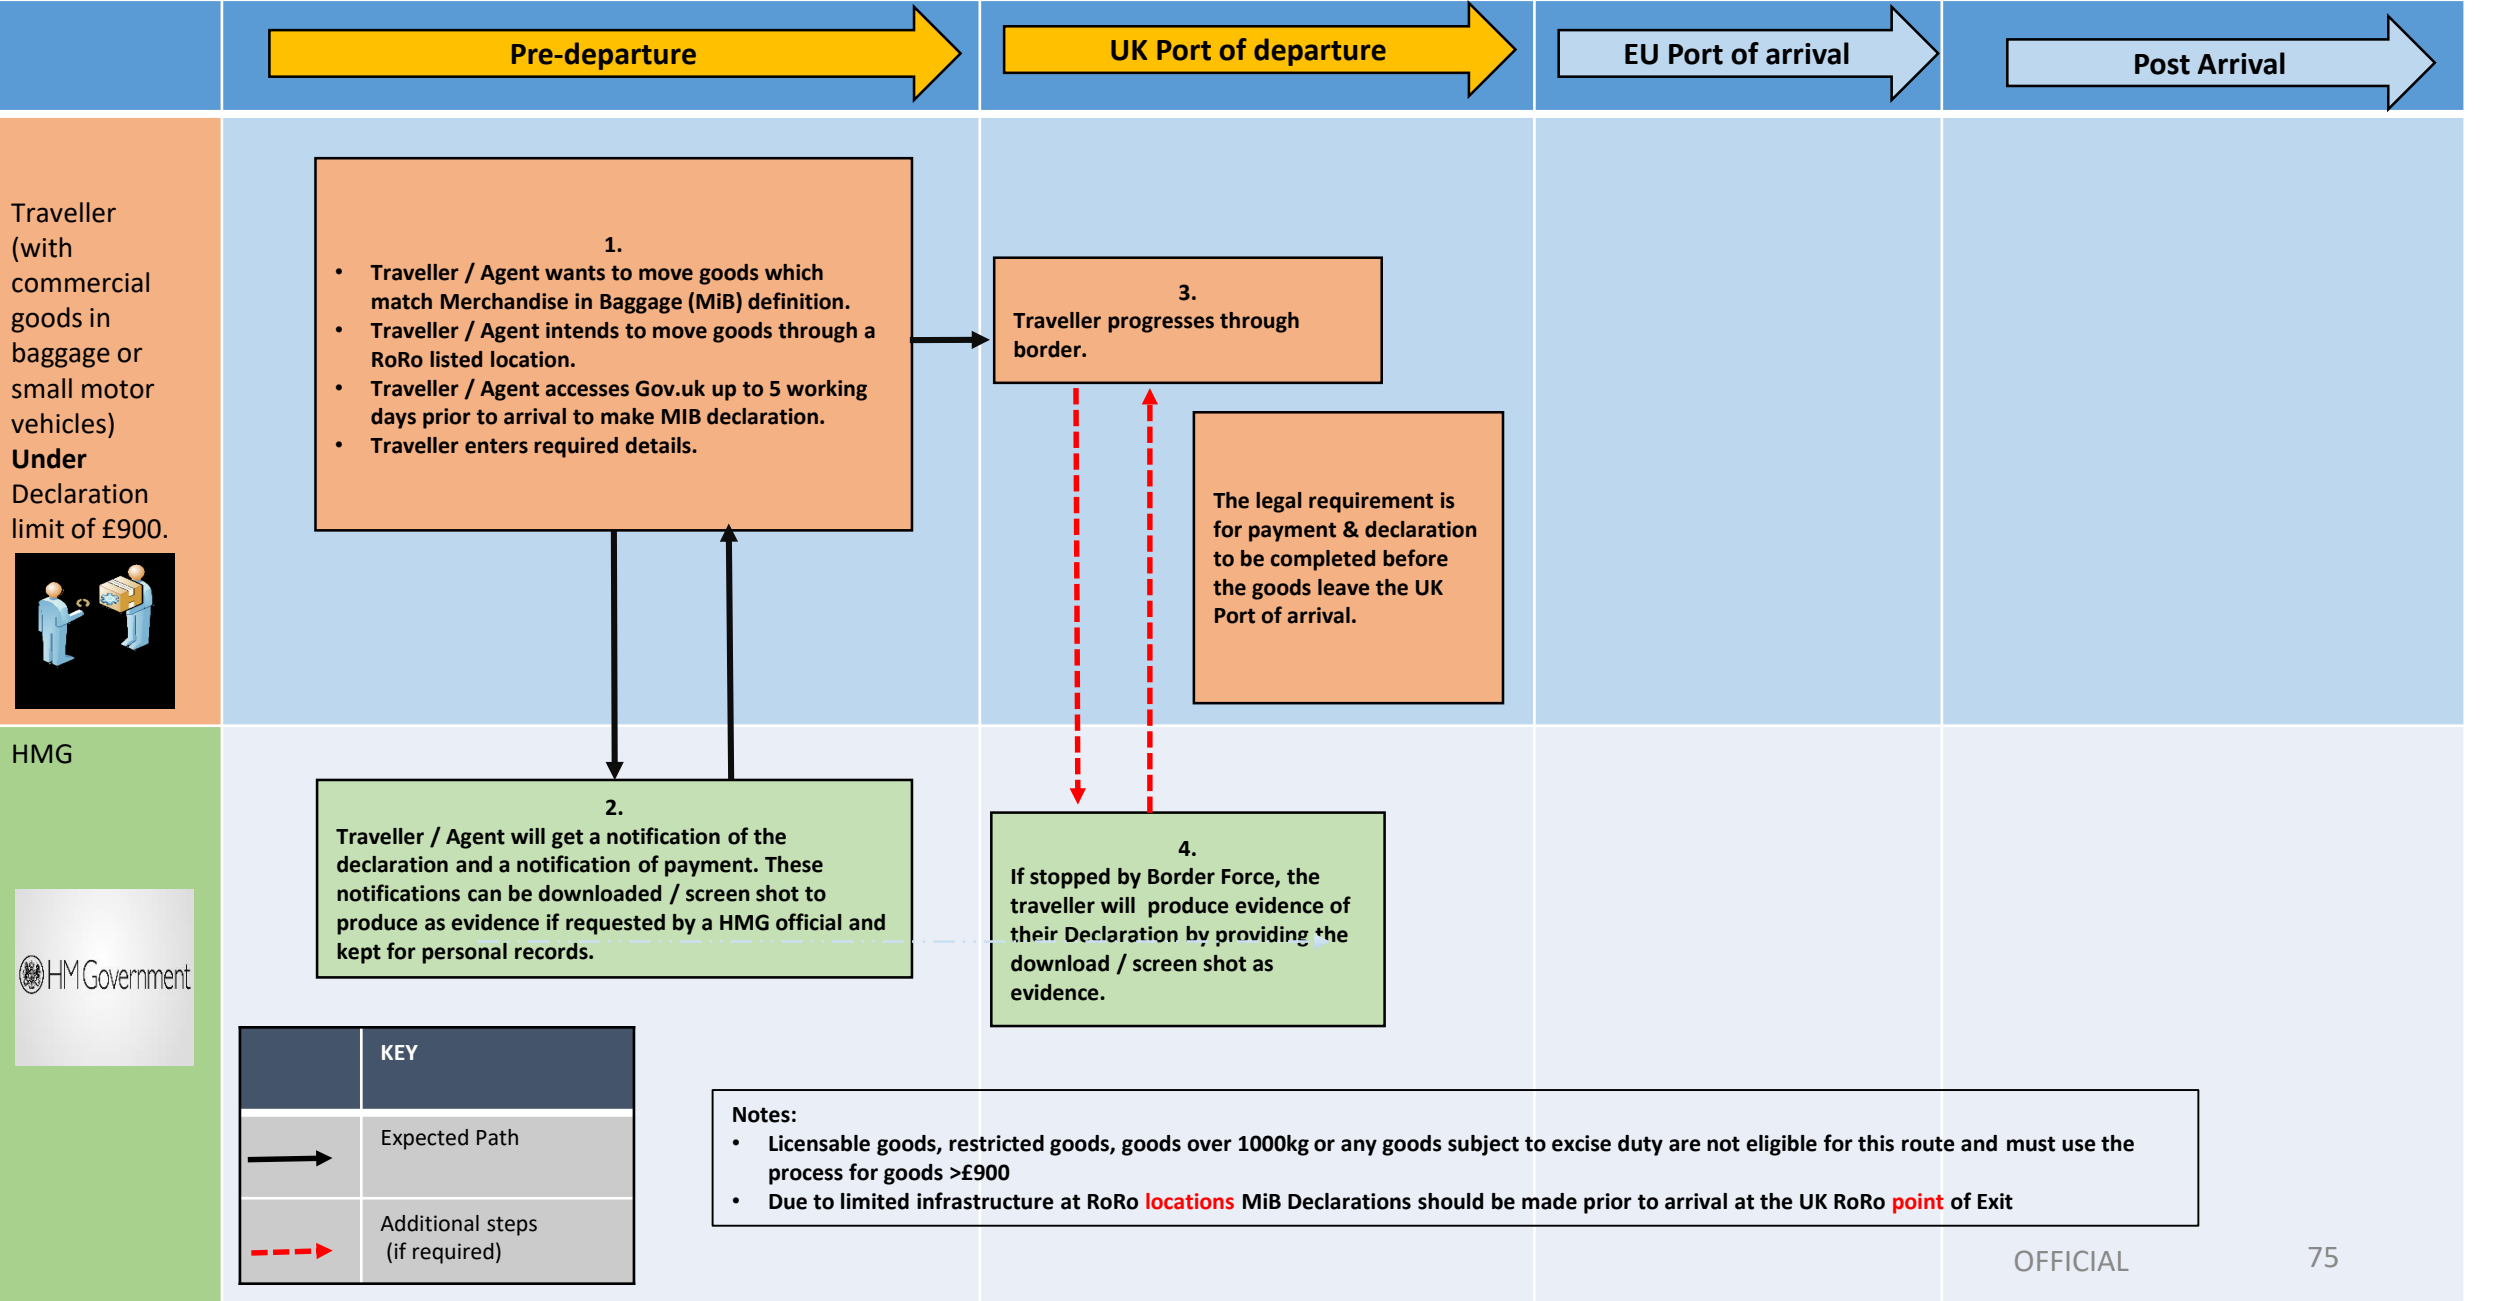 Pre-departure
UK Port of departure
EU Port of arrival
Post Arrival
Traveller
(with
commercial
goods in
baggage or
small motor
vehicles)
Under
Declaration
limit of £900.
1.
• Traveller / Agent wants to move goods which
match Merchandise in Baggage (MiB) definition.
• Traveller / Agent intends to move goods through a
RoRo listed location.
• Traveller / Agent accesses Gov.uk up to 5 working
days prior to arrival to make MIB declaration.
• Traveller enters required details.
3.
Traveller progresses through
border.
The legal requirement is
for payment & declaration
to be completed before
the goods leave the UK
Port of arrival.
HMG
HM Government
2.
Traveller / Agent will get a notification of the
declaration and a notification of payment. These
notifications can be downloaded / screen shot to
produce as evidence if requested by a HMG official and
kept for personal records.
4.
If stopped by Border Force, the
traveller will  produce evidence of
their Declaration by providing the
download / screen shot as
evidence.
KEY
Expected Path
Additional steps
(if required)
Notes:
• Licensable goods, restricted goods, goods over 1000kg or any goods subject to excise duty are not eligible for this route and must use the
process for goods >£900
• Due to limited infrastructure at RoRo locations MiB Declarations should be made prior to arrival at the UK RoRo point of Exit
OFFICIAL
75